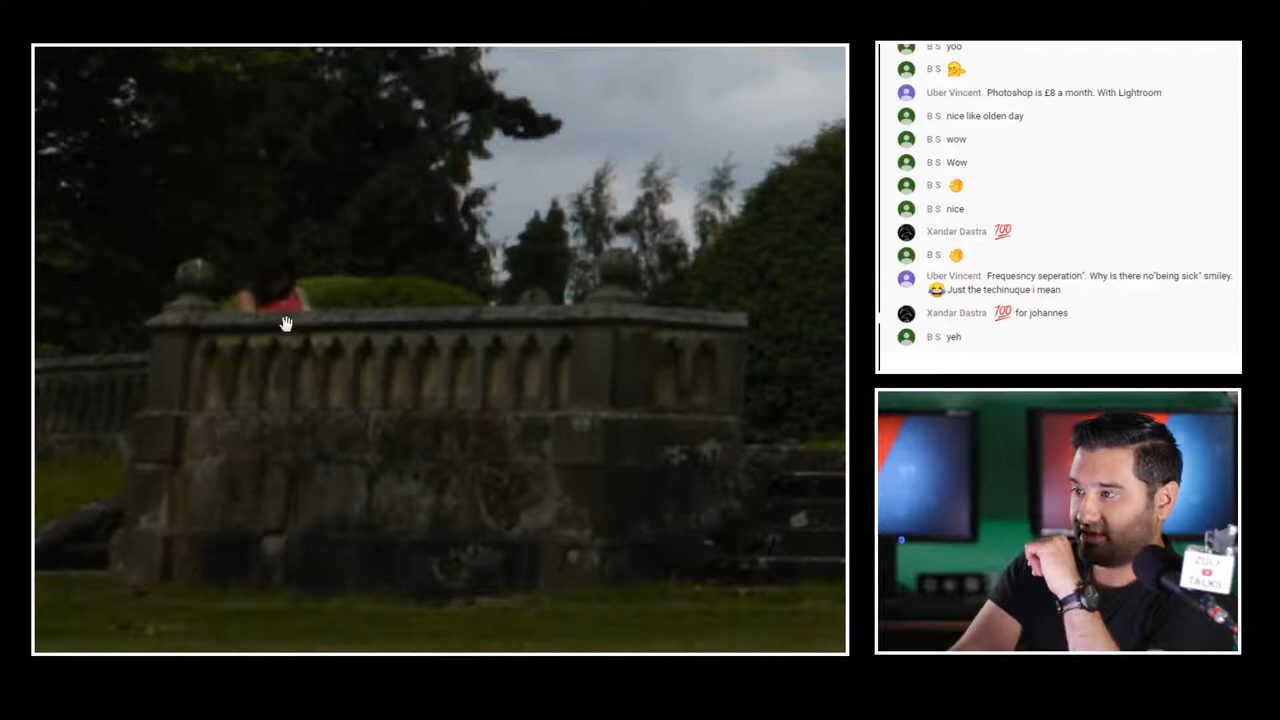 B S yoo
B S
Uber Vincent Photoshop is £8 a month. With Lightroom
B S nice like olden day
B S wow
B S Wow
B S
B S nice
Xandar Dastra 💯
B S
Uber Vincent Frequesncy seperation". Why is there no"being sick" smiley.
😂Just the techinuque i mean
Xandar Dastra 💯 for johannes
B S yeh
ZULF
TALKS